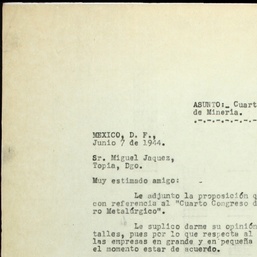 ASUNTO:- Cuart
de Mineria.
.-.-.-.-.-.-.-
MEXICO, D. F.,
Junio 7 de 1944.
Sr. Miguel Jaquez,
Topia, Dgo.
Muy estimado amigo:
Le adjunto la proposición q
con referencis al "Cuarto Congreso d
ro Metalúrgico".
Le suplico darme su opinión
talles, pues por lo que respecta al
las empresas en grande y en pequeña
el momento estar de acuerdo.